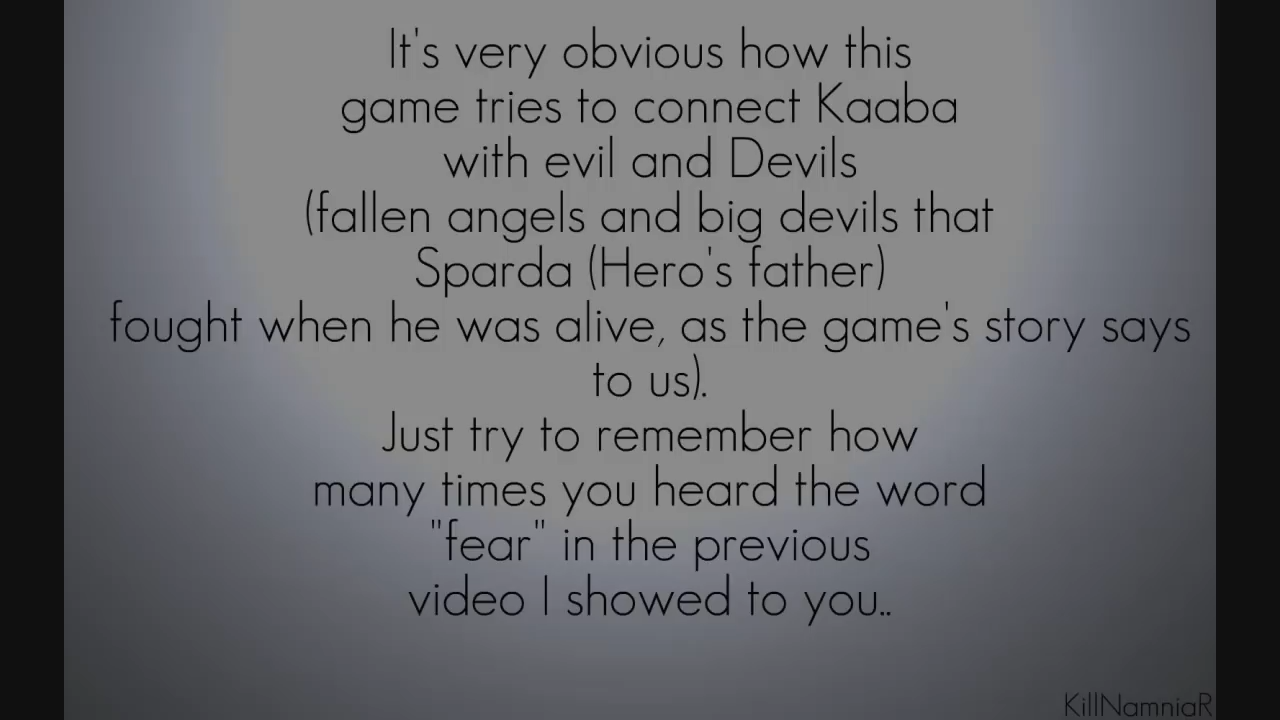 It's very obvious how this
game tries to connect Kaaba
with evil and Devils
(fallen angels and big devils that
Sparda (Hero's father)
fought when he was alive, as the game's story says
to us).
Just try to remember how
many times you heard the word
"fear" in the previous
video I showed to you..
KillNamniaR